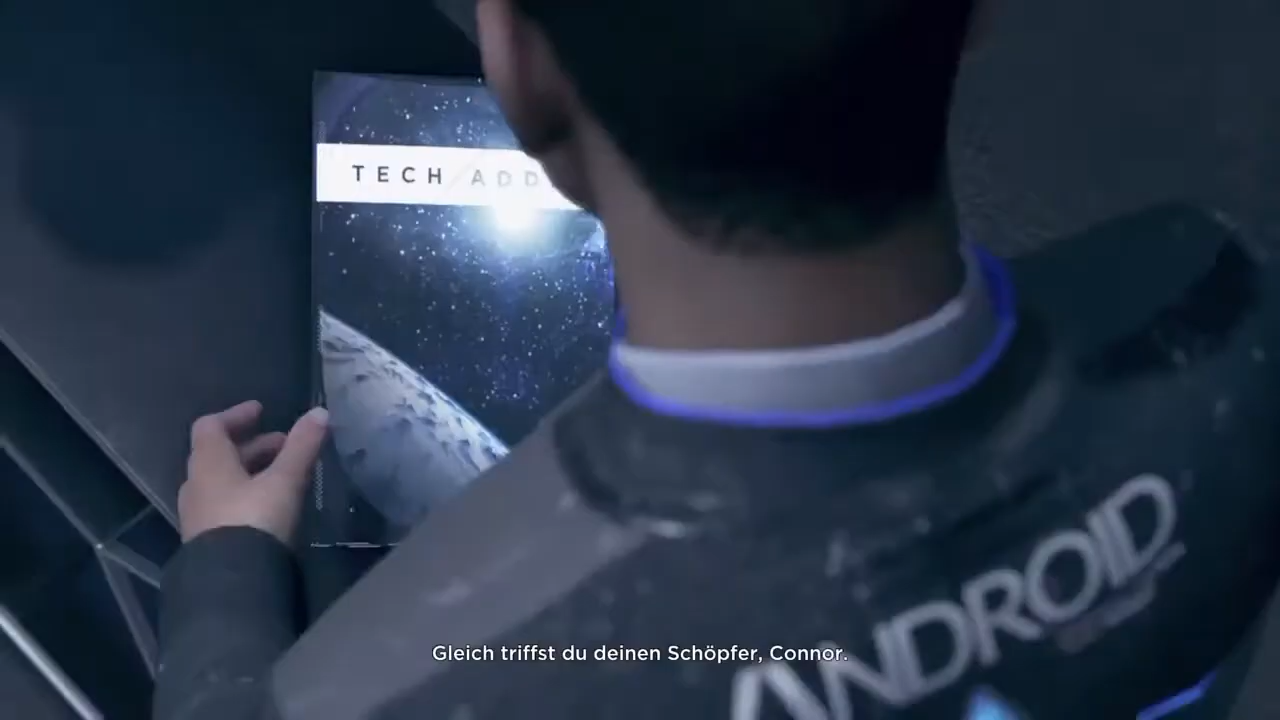 TECH ADD
Gleich triffst du deinen Schöpfer, Connor.
ANDROID